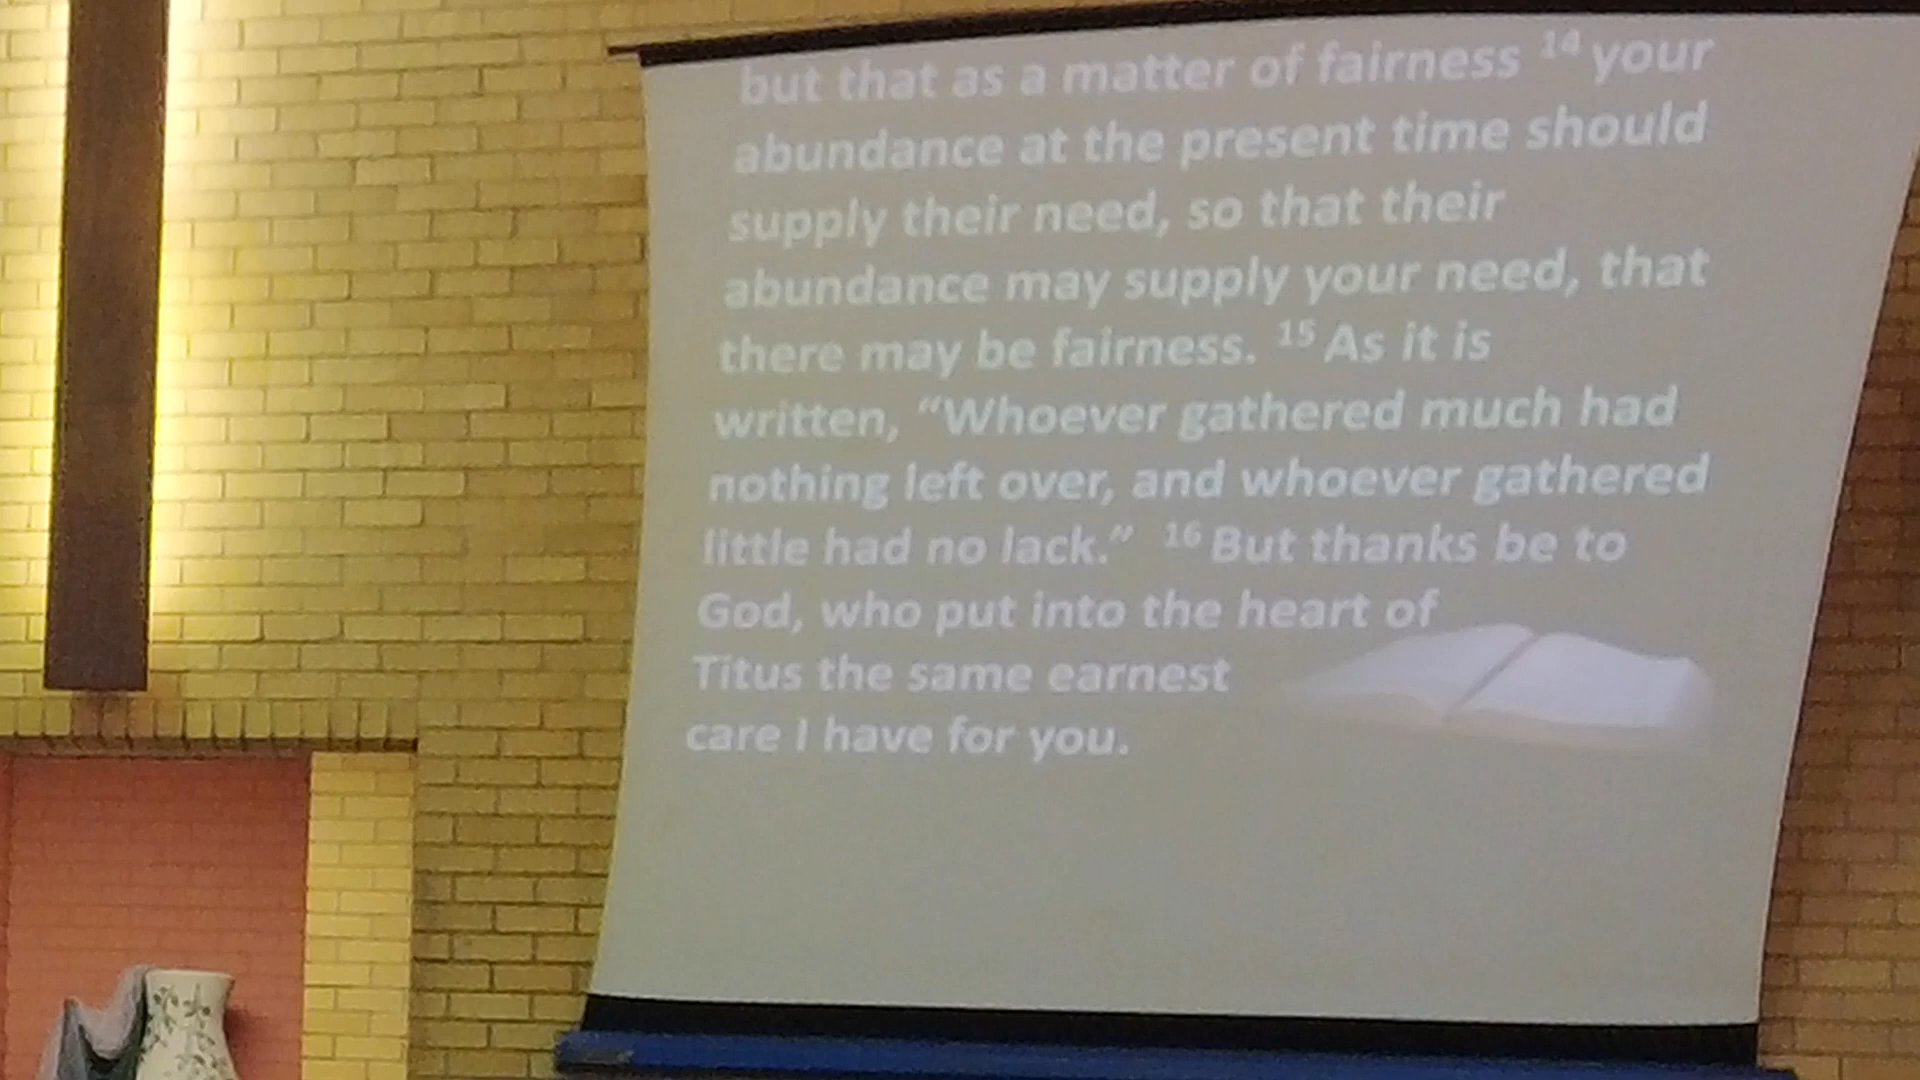 but that as a matter of fairness 14 your
abundance at the present time should
supply their need, so that their
abundance may supply your need, that
there may be fairness. 15 As it is
written, “Whoever gathered much had
nothing left over, and whoever gathered
little had no lack.” 16 But thanks be to
God, who put into the heart of
Titus the same earnest
care I have for you.